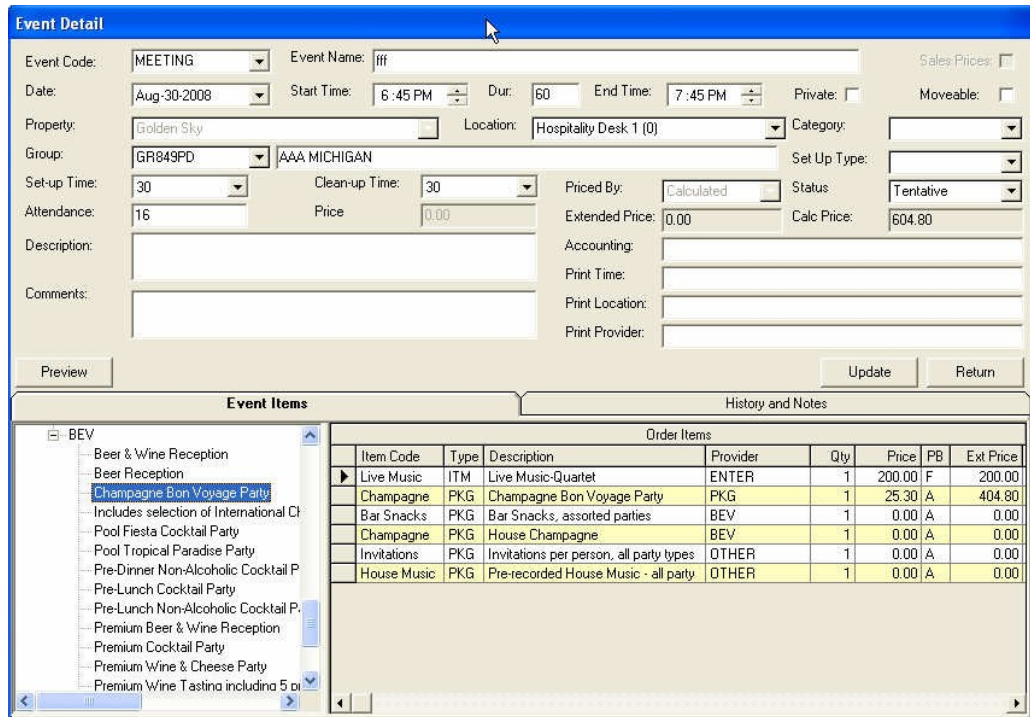 Event Detail
Event Code: MEETING Event Name: fff Sales Prices:
Date: Aug-30-2008 Start Time: 6 :45 PM Dur: 60 End Time: 7 :45 PM Private: Moveable:
Property: Golden Sky Location: Hospitality Desk 1 (0) Category:
Group: GR849PD AAA MICHIGAN Set Up Type:
Set-up Time: 30 Clean-up Time: 30 Priced By: Calculated Status Tentative
Attendance: 16 Price 0.00 Extended Price: 0.00 Calc Price: 604.80
Description: Accounting:
Print Time:
Comments: Print Location:
Print Provider:
Preview Update Return
Event Items History and Notes
BEV
Beer & Wine Reception
Beer Reception
Champagne Bon Voyage Party
Includes selection of International
Pool Fiesta Cocktail Party
Pool Tropical Paradise Party
Pre-Dinner Non-Alcoholic Cocktail P
Pre-Lunch Cocktail Party
Pre-Lunch Non-Alcoholic Cocktail P
Premium Beer & Wine Reception
Premium Cocktail Party
Premium Wine & Cheese Party
Premium Wine Tasting including 5
Order Items
Item Code Type Description Provider Qty Price PB Ext Price
Live Music ITM Live Music-Quartet ENTER 1 200.00 F 200.00
Champagne PKG Champagne Bon Voyage Party PKG 1 25.30 A 404.80
Bar Snacks PKG Bar Snacks, assorted parties BEV 1 0.00 A 0.00
Champagne PKG House Champagne BEV 1 0.00 A 0.00
Invitations PKG Invitations per person, all party types OTHER 1 0.00 A 0.00
House Music PKG Pre-recorded House Music - all party OTHER 1 0.00 A 0.00